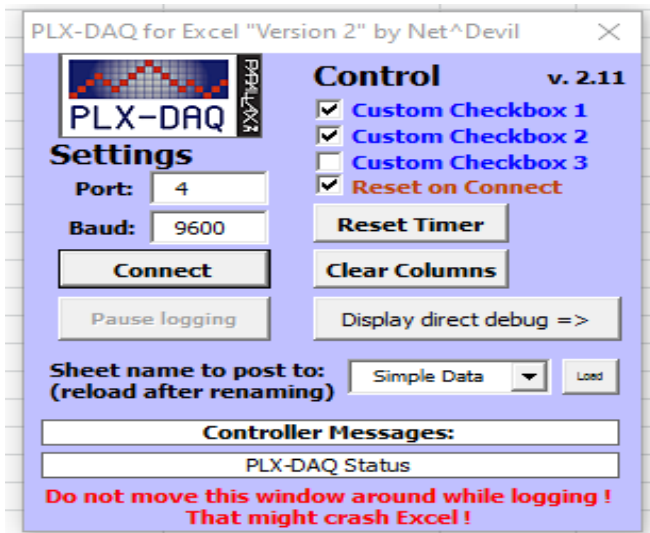 PLX-DAQ for Excel "Version 2" by Net^Devil
PARALLAX
PLX-DAQ
Control v. 2.11
Custom Checkbox 1
Custom Checkbox 2
Custom Checkbox 3
Reset on Connect
Settings
Port: 4
Baud: 9600
Reset Timer
Connect
Clear Columns
Pause logging
Display direct debug =>
Sheet name to post to:
(reload after renaming)
Simple Data
Load
Controller Messages:
PLX-DAQ Status
Do not move this window around while logging !
That might crash Excel !